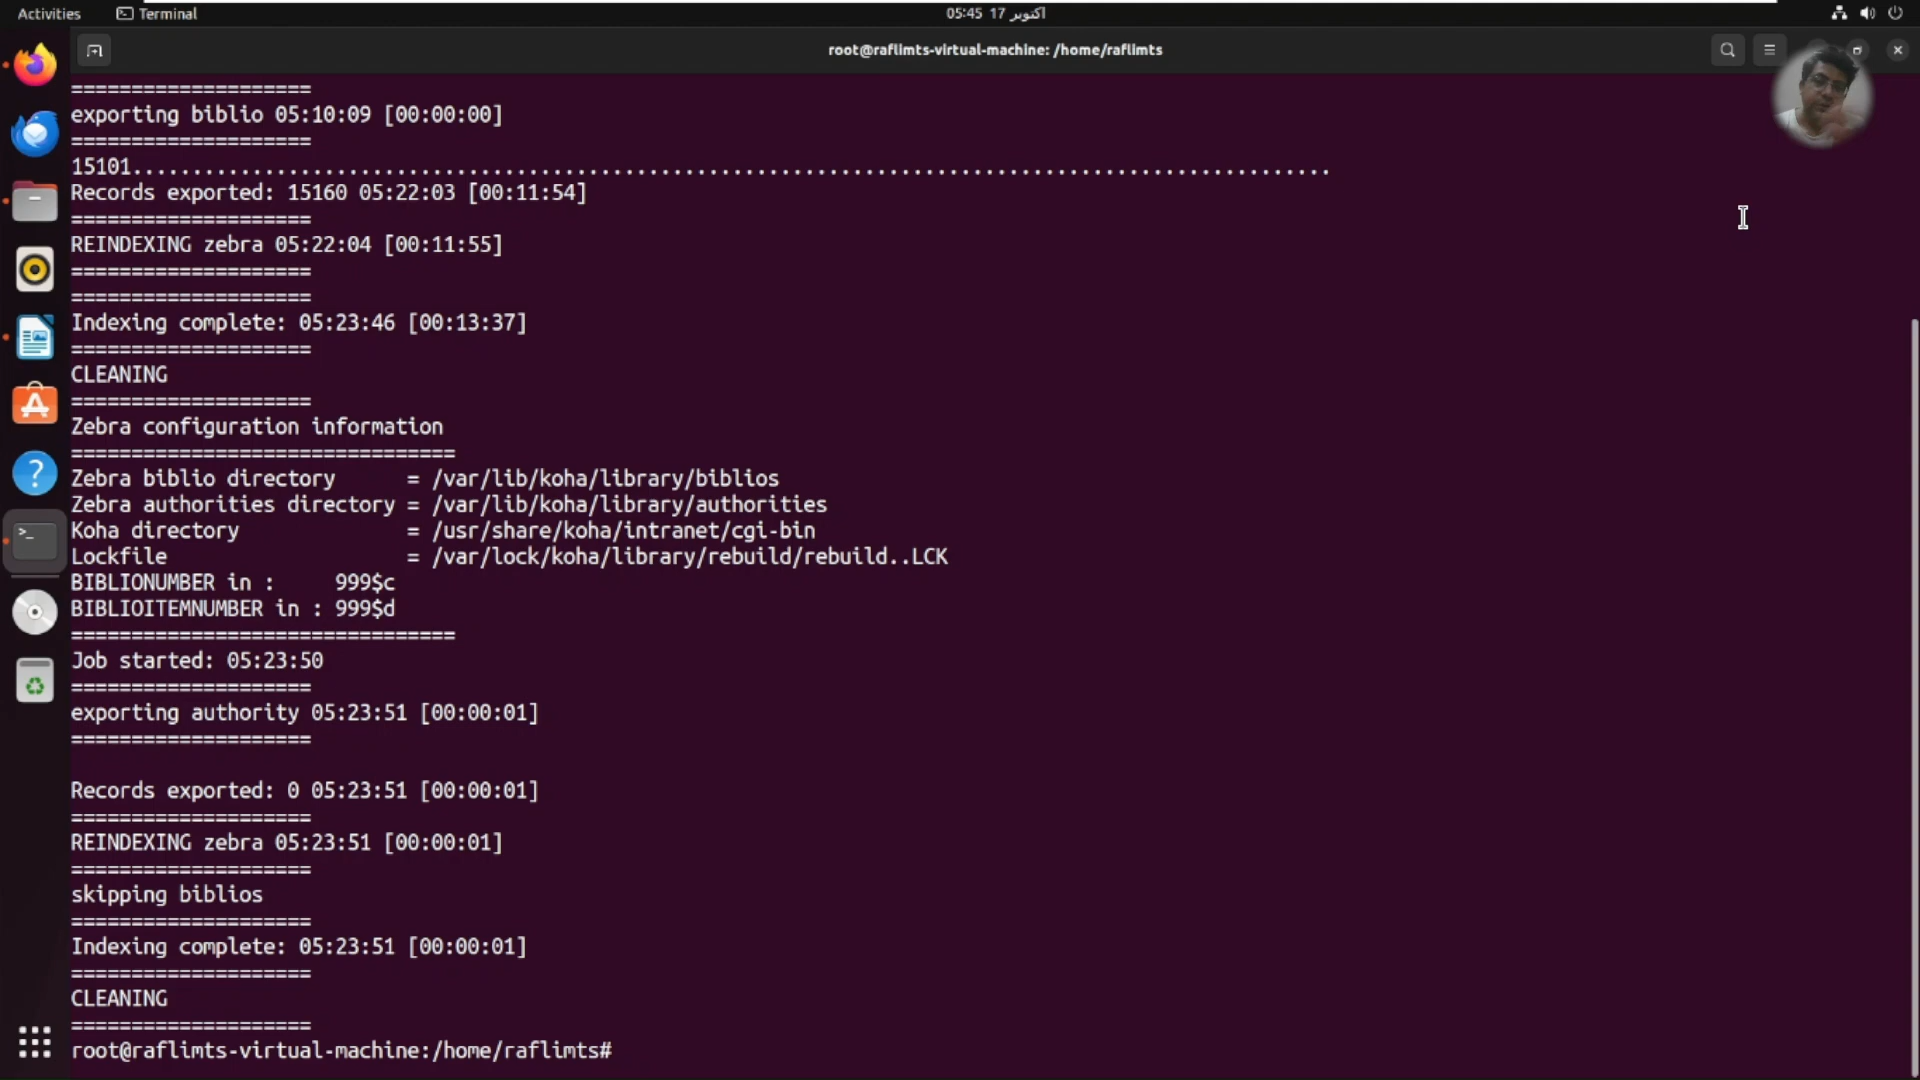 Activities
Terminal
05:45 17 اکتوبر
root@raflimts-virtual-machine: /home/raflimts
====================
exporting biblio 05:10:09 [00:00:00]
====================
15101....................................................................................................
Records exported: 15160 05:22:03 [00:11:54]
====================
REINDEXING zebra 05:22:04 [00:11:55]
====================
====================
Indexing complete: 05:23:46 [00:13:37]
====================
CLEANING
====================
Zebra configuration information
================================
Zebra biblio directory      = /var/lib/koha/library/biblios
Zebra authorities directory = /var/lib/koha/library/authorities
Koha directory              = /usr/share/koha/intranet/cgi-bin
Lockfile                    = /var/lock/koha/library/rebuild/rebuild..LCK
BIBLIONUMBER in :     999$c
BIBLIOITEMNUMBER in : 999$d
================================
Job started: 05:23:50
====================
exporting authority 05:23:51 [00:00:01]
====================
Records exported: 0 05:23:51 [00:00:01]
====================
REINDEXING zebra 05:23:51 [00:00:01]
====================
skipping biblios
====================
Indexing complete: 05:23:51 [00:00:01]
====================
CLEANING
====================
root@raflimts-virtual-machine:/home/raflimts#